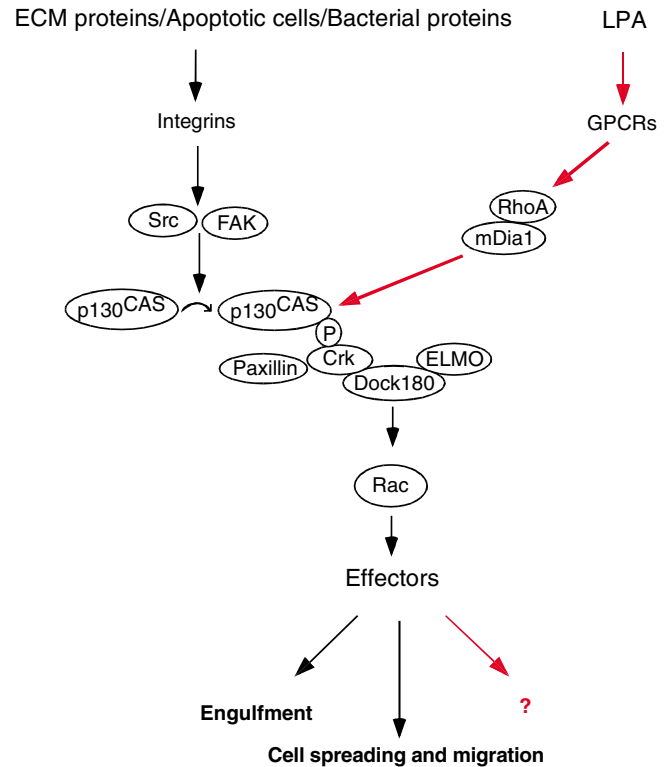 ECM proteins/Apoptotic cells/Bacterial proteins
LPA
Integrins
GPCRs
Src
FAK
RhoA
mDia1
p130CAS
p130CAS
P
Paxillin
Crk
ELMO
Dock180
Rac
Effectors
Engulfment
?
Cell spreading and migration